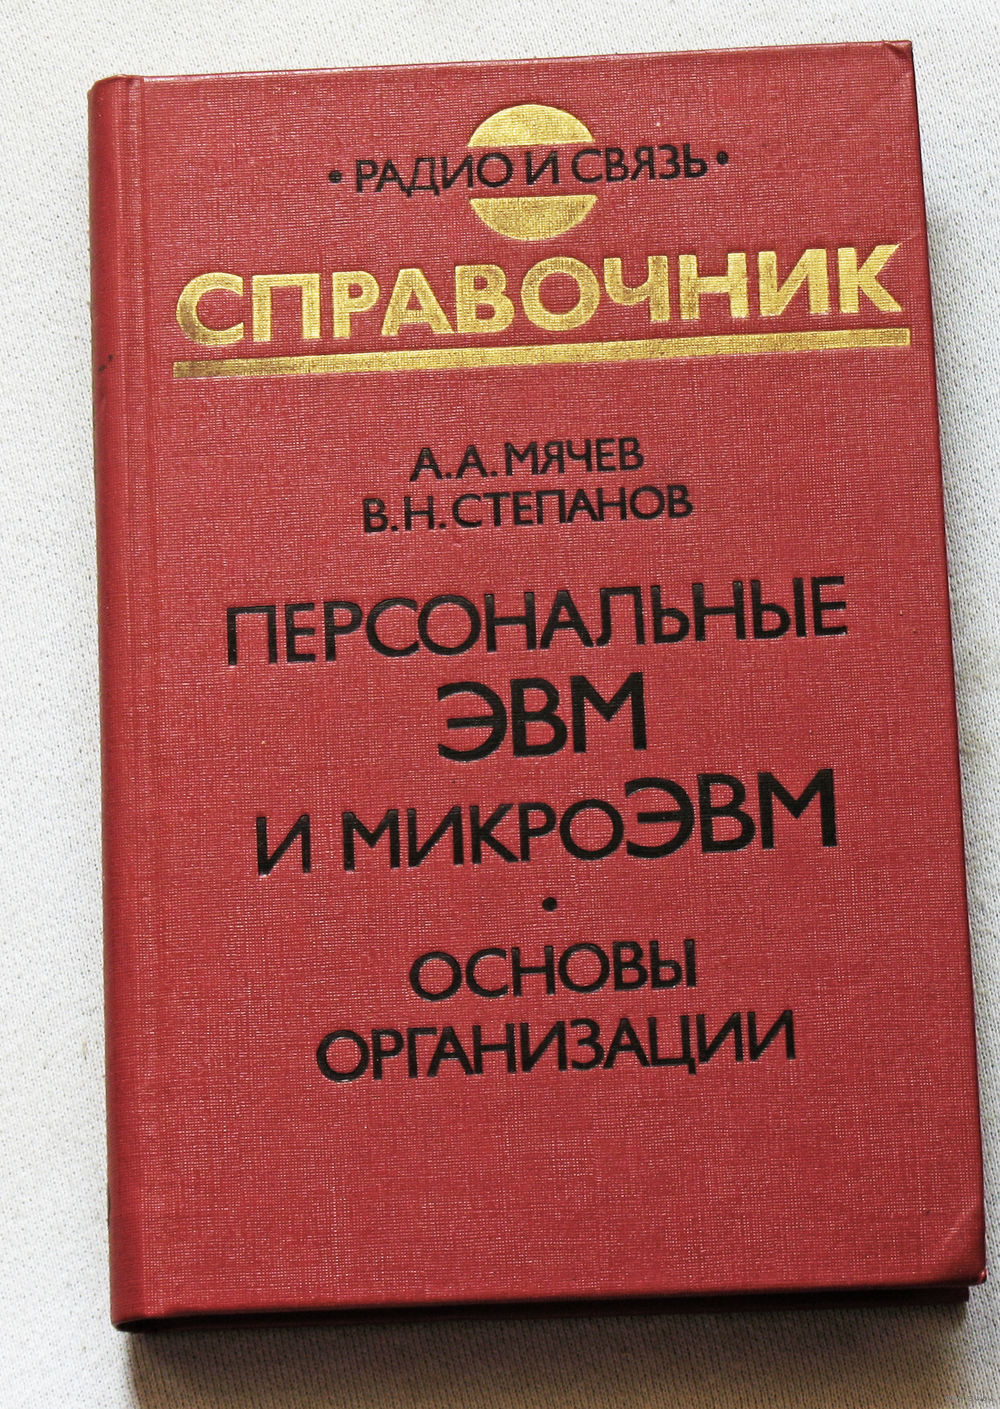 • РАДИО И СВЯЗЬ •
СПРАВОЧНИК
А.А.МЯЧЕВ
В.Н.СТЕПАНОВ
ПЕРСОНАЛЬНЫЕ
ЭВМ
И МИКРОЭВМ
•
ОСНОВЫ
ОРГАНИЗАЦИИ